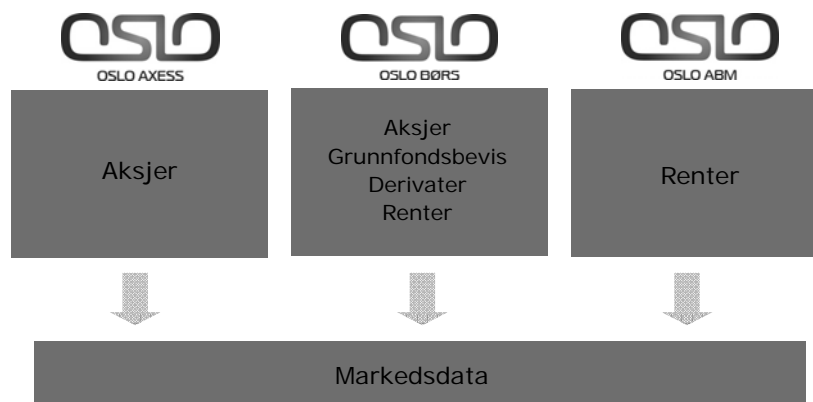 OSLO
OSLO AXESS
Aksjer
OSLO
OSLO BØRS
Aksjer
Grunnfondsbevis
Derivater
Renter
OSLO
OSLO ABM
Renter
Markedsdata